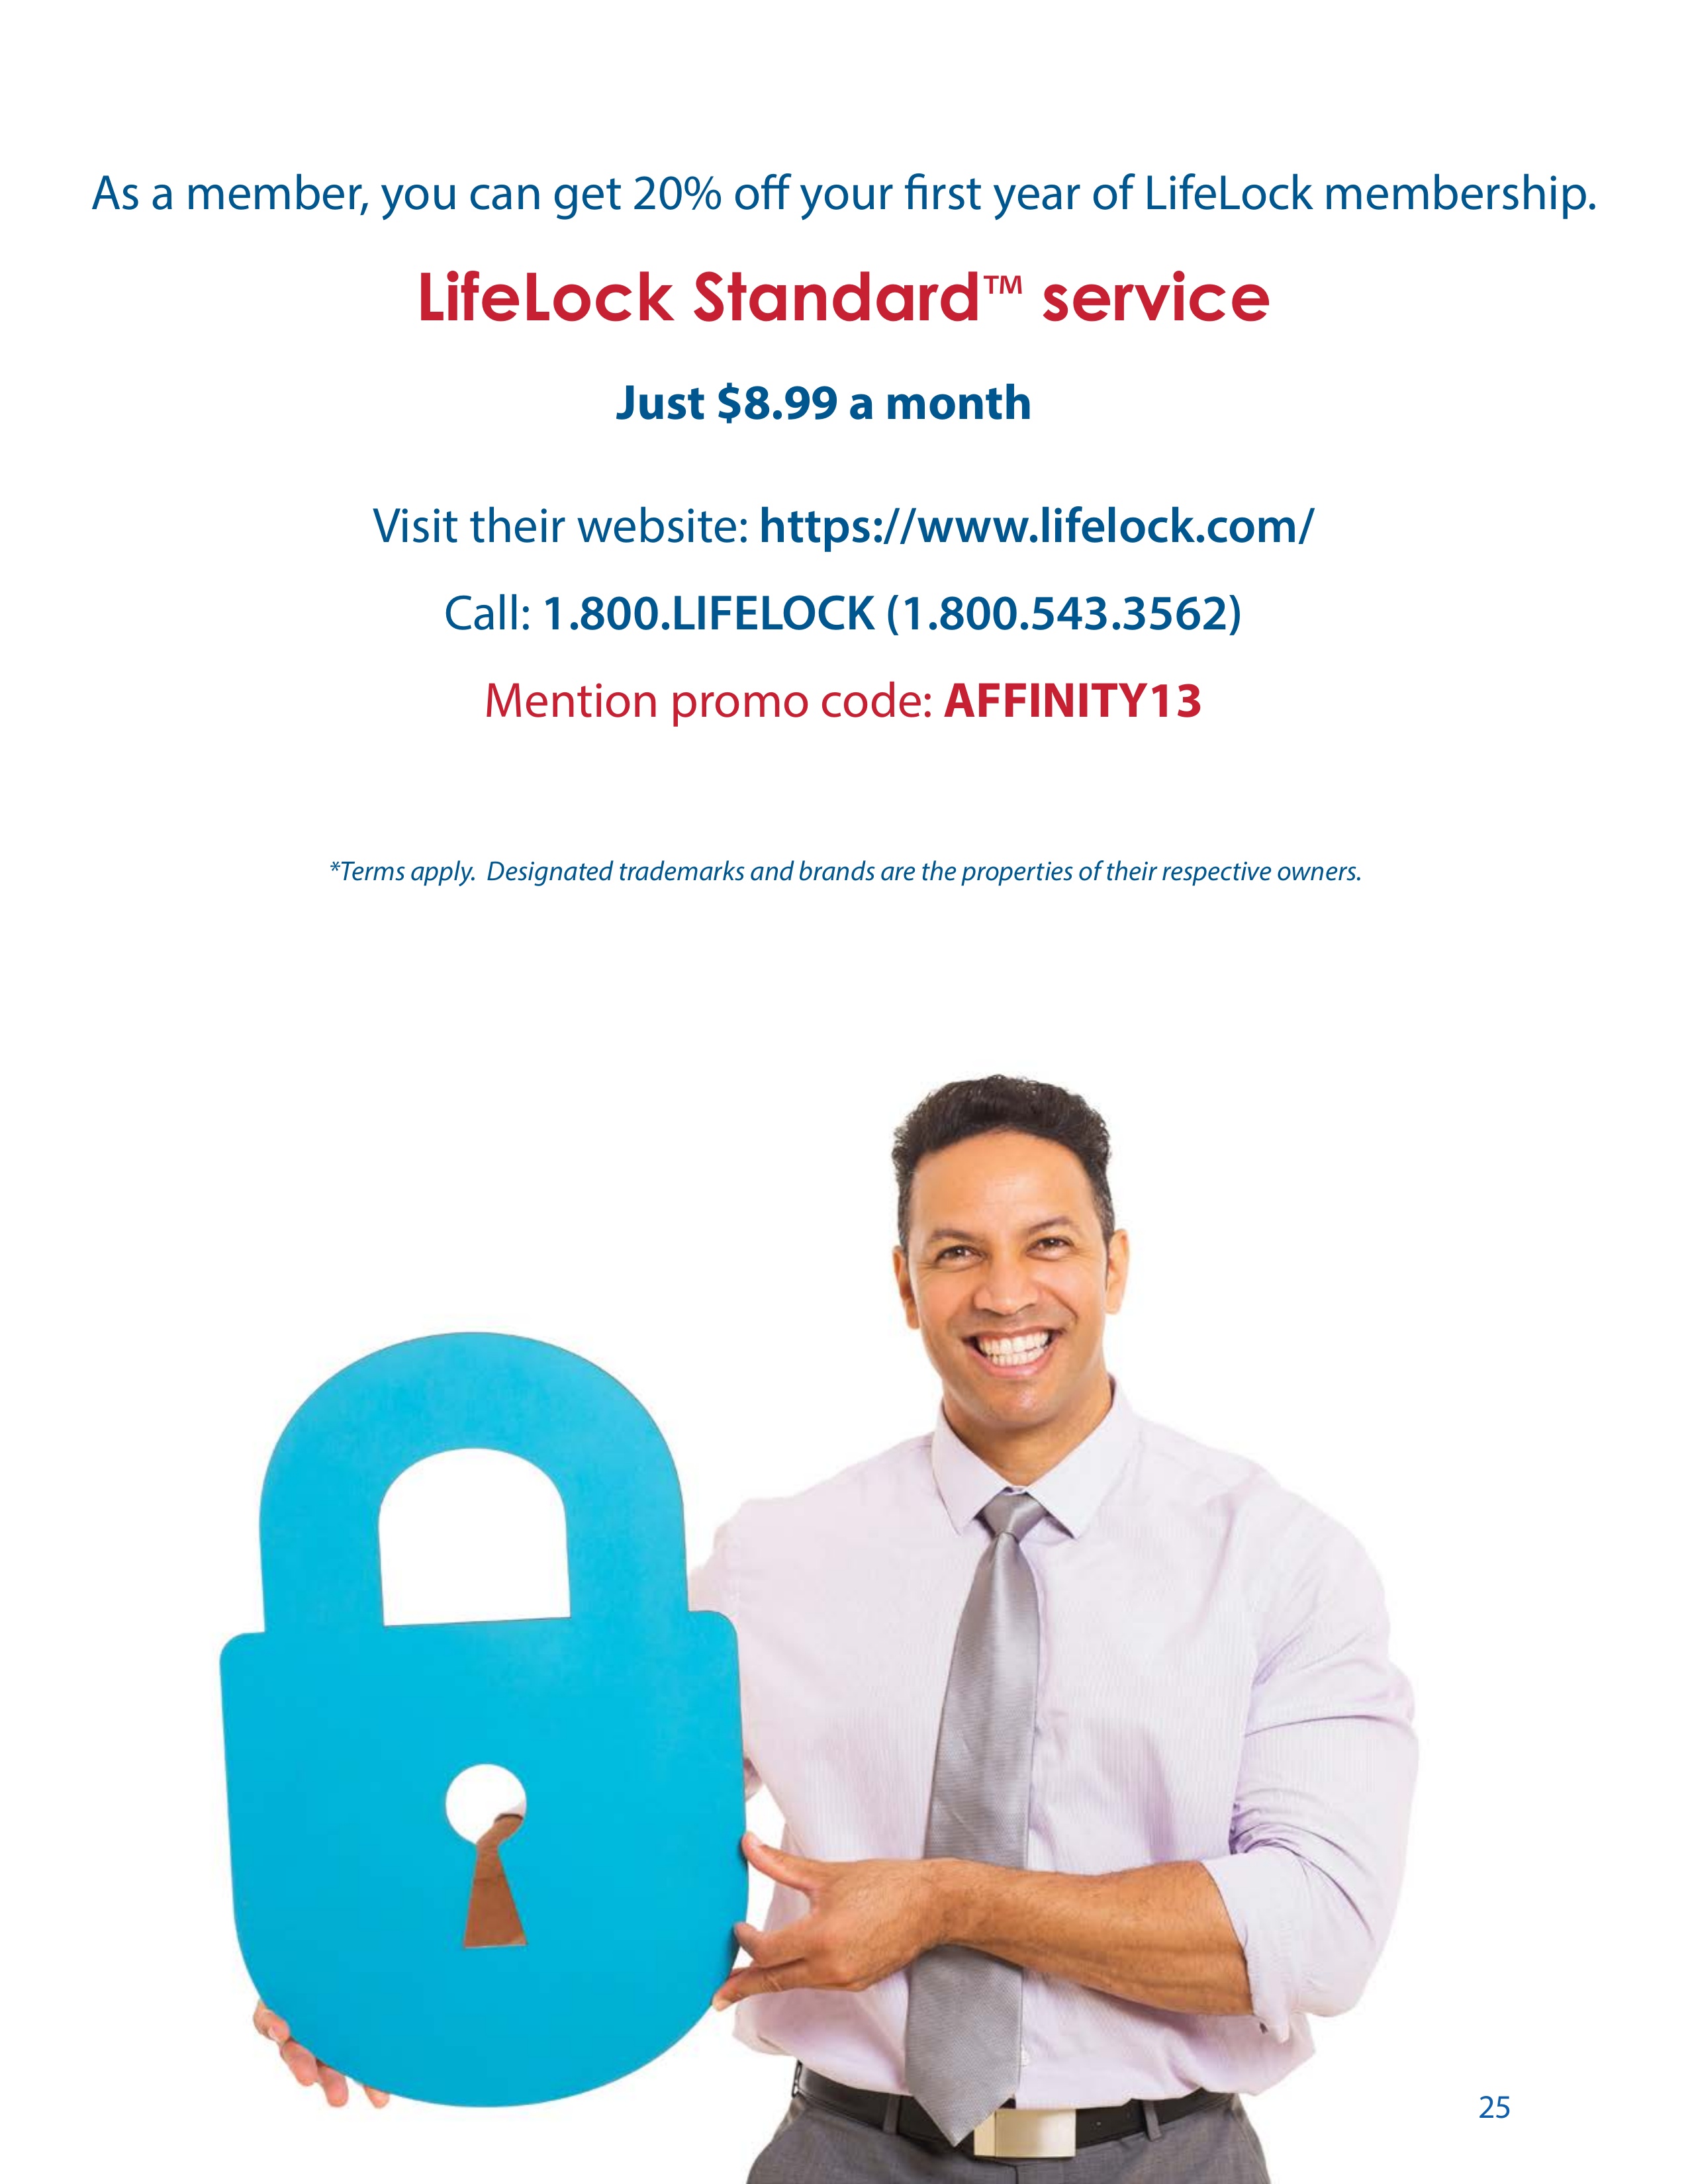 As a member, you can get 20% off your first year of LifeLock membership.
LifeLock Standard™ service
Just $8.99 a month
Visit their website: https://www.lifelock.com/
Call: 1.800.LIFELOCK (1.800.543.3562)
Mention promo code: AFFINITY13
*Terms apply.  Designated trademarks and brands are the properties of their respective owners.
25